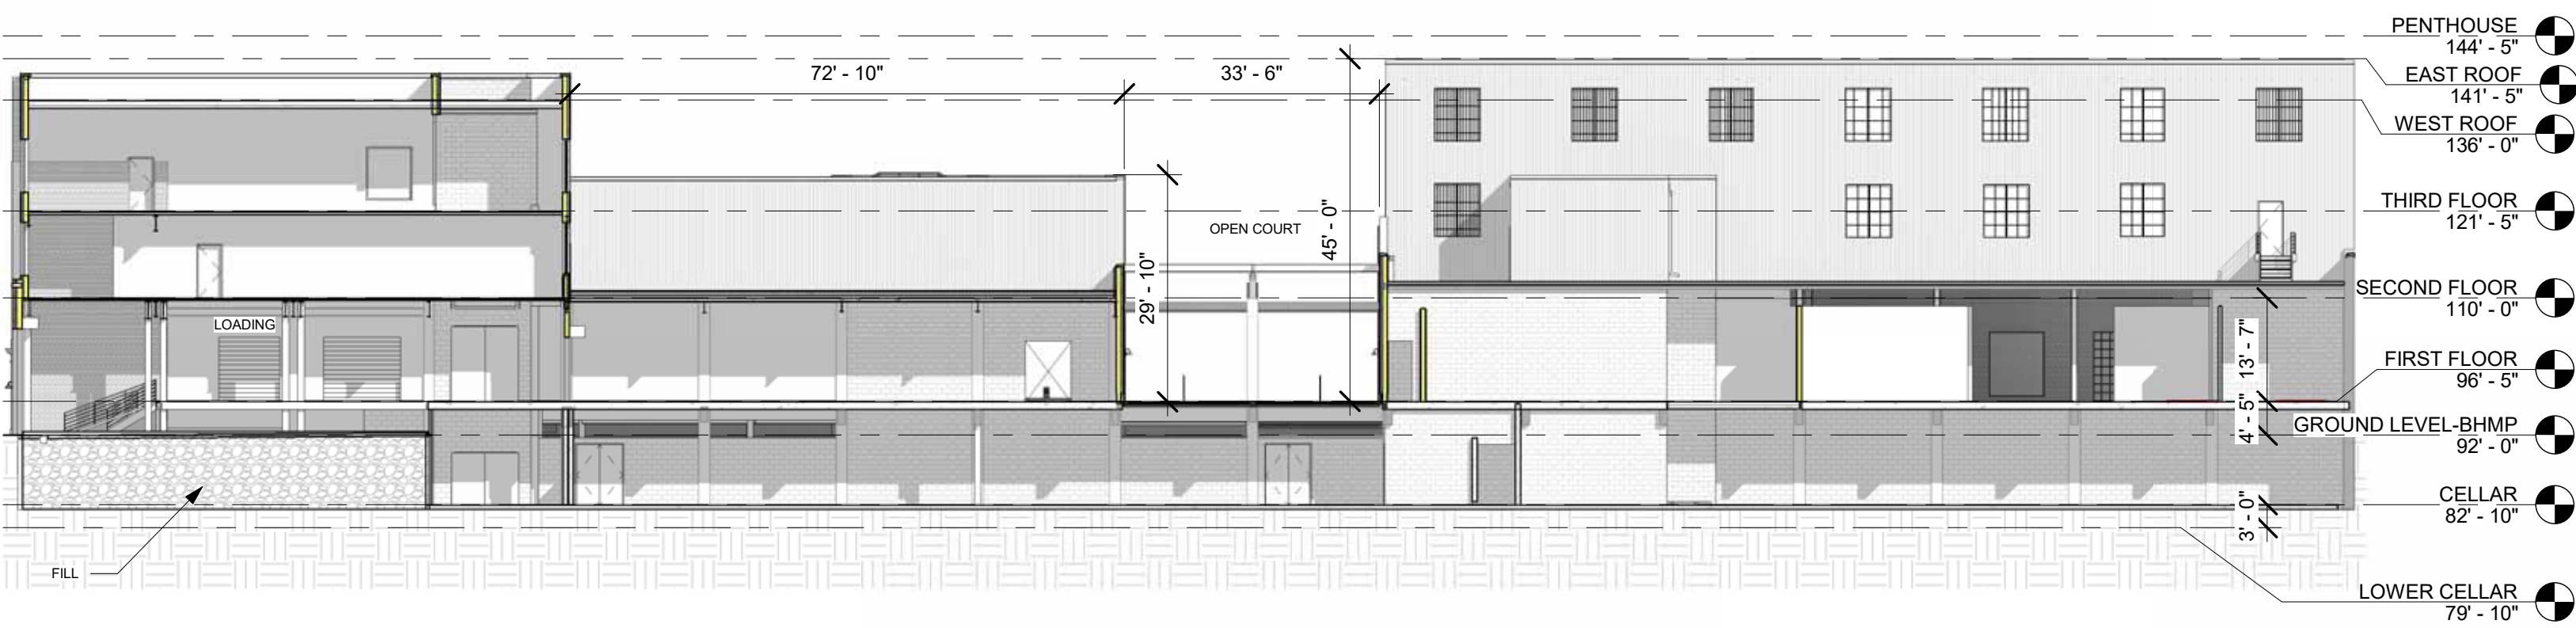 PENTHOUSE
144' - 5"
72' - 10"
33' - 6"
EAST ROOF
141' - 5"
WEST ROOF
136' - 0"
THIRD FLOOR
121' - 5"
OPEN COURT
45' - 0"
29' - 10"
SECOND FLOOR
110' - 0"
LOADING
13' - 7"
FIRST FLOOR
96' - 5"
4' - 5"
GROUND LEVEL-BHMP
92' - 0"
CELLAR
82' - 10"
3' - 0"
FILL
LOWER CELLAR
79' - 10"